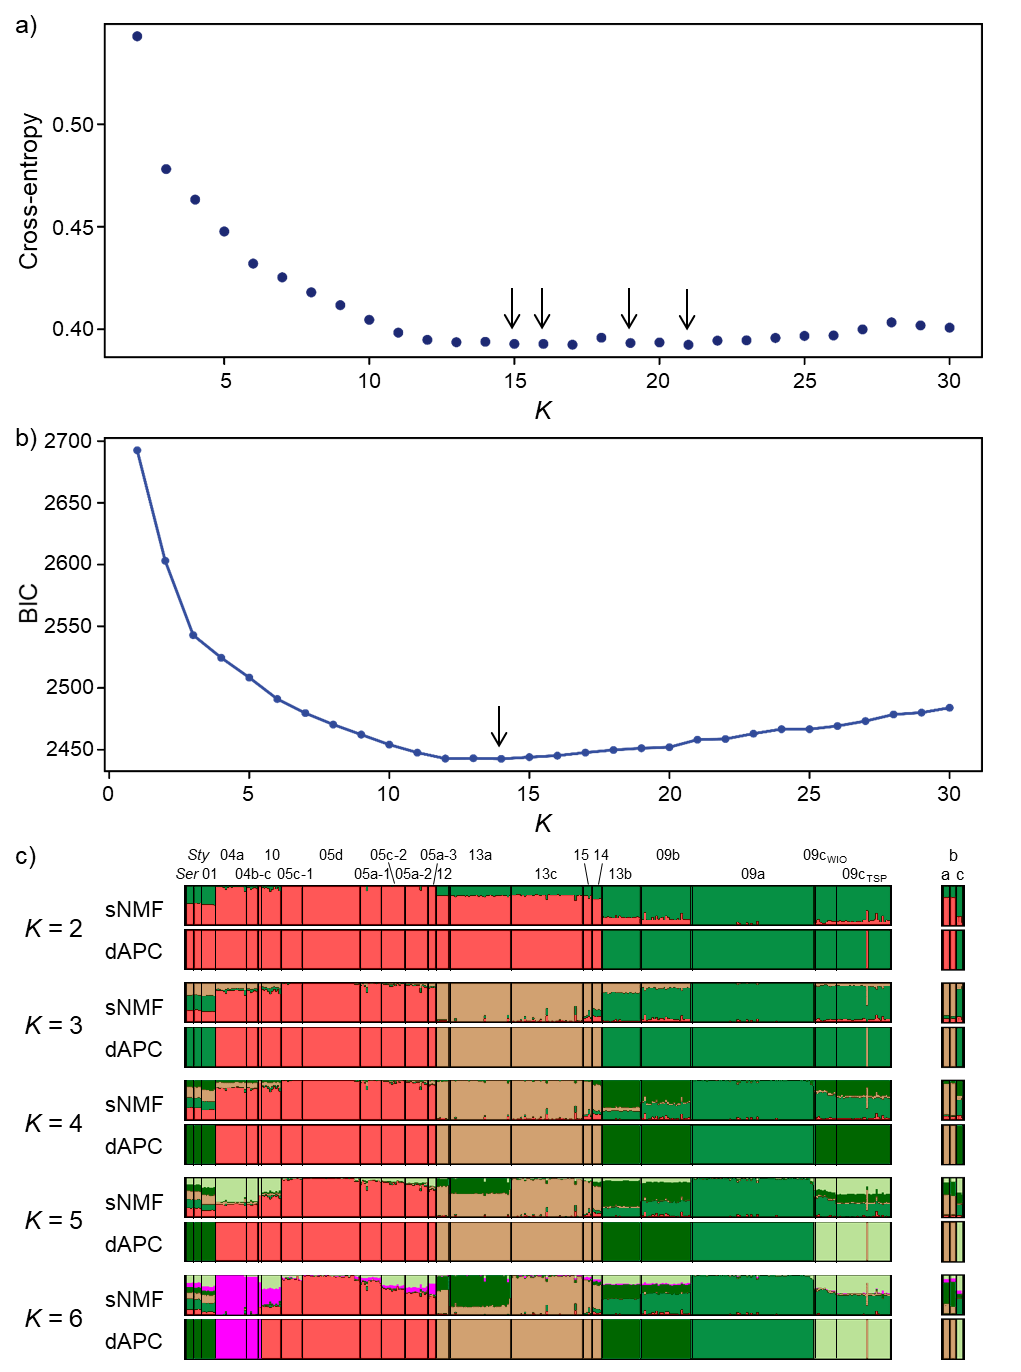 a)
Cross-entropy
0.50
0.45
0.40
5 10 15 20 25 30
K
b)
BIC
2700
2650
2600
2550
2500
2450
0 5 10 15 20 25 30
K
c)
Sty 04a 10 05d 05c-2 05a-3 13a 15 14 09b 09cWIO b
Ser 01 04b-c 05c-1 05a-1 05a-2 12 13c 13b 09a 09cTSP a c
K = 2
sNMF
dAPC
K = 3
sNMF
dAPC
K = 4
sNMF
dAPC
K = 5
sNMF
dAPC
K = 6
sNMF
dAPC